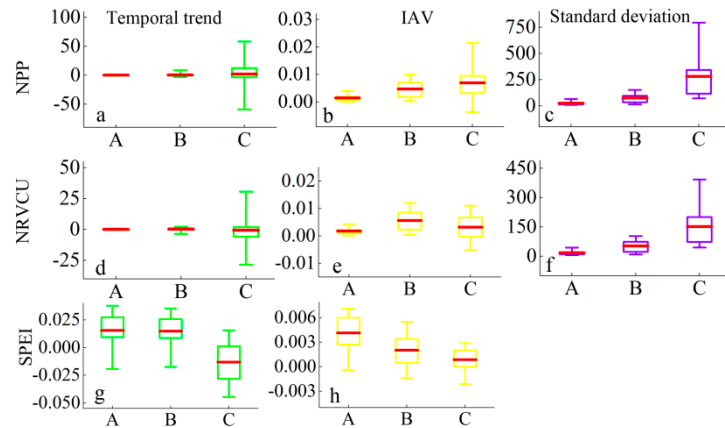 Temporal trend IAV Standard deviation
NPP 100 50 0 -50 a A B C
0.03 0.02 0.01 0.00 b A B C
750 500 250 0 c A B C
NRVCU 50 25 0 -25 d A B C
0.02 0.01 0.00 -0.01 e A B C
450 300 150 0 f A B C
SPEI 0.025 0.000 -0.025 -0.050 g A B C
0.006 0.003 0.000 -0.003 h A B C